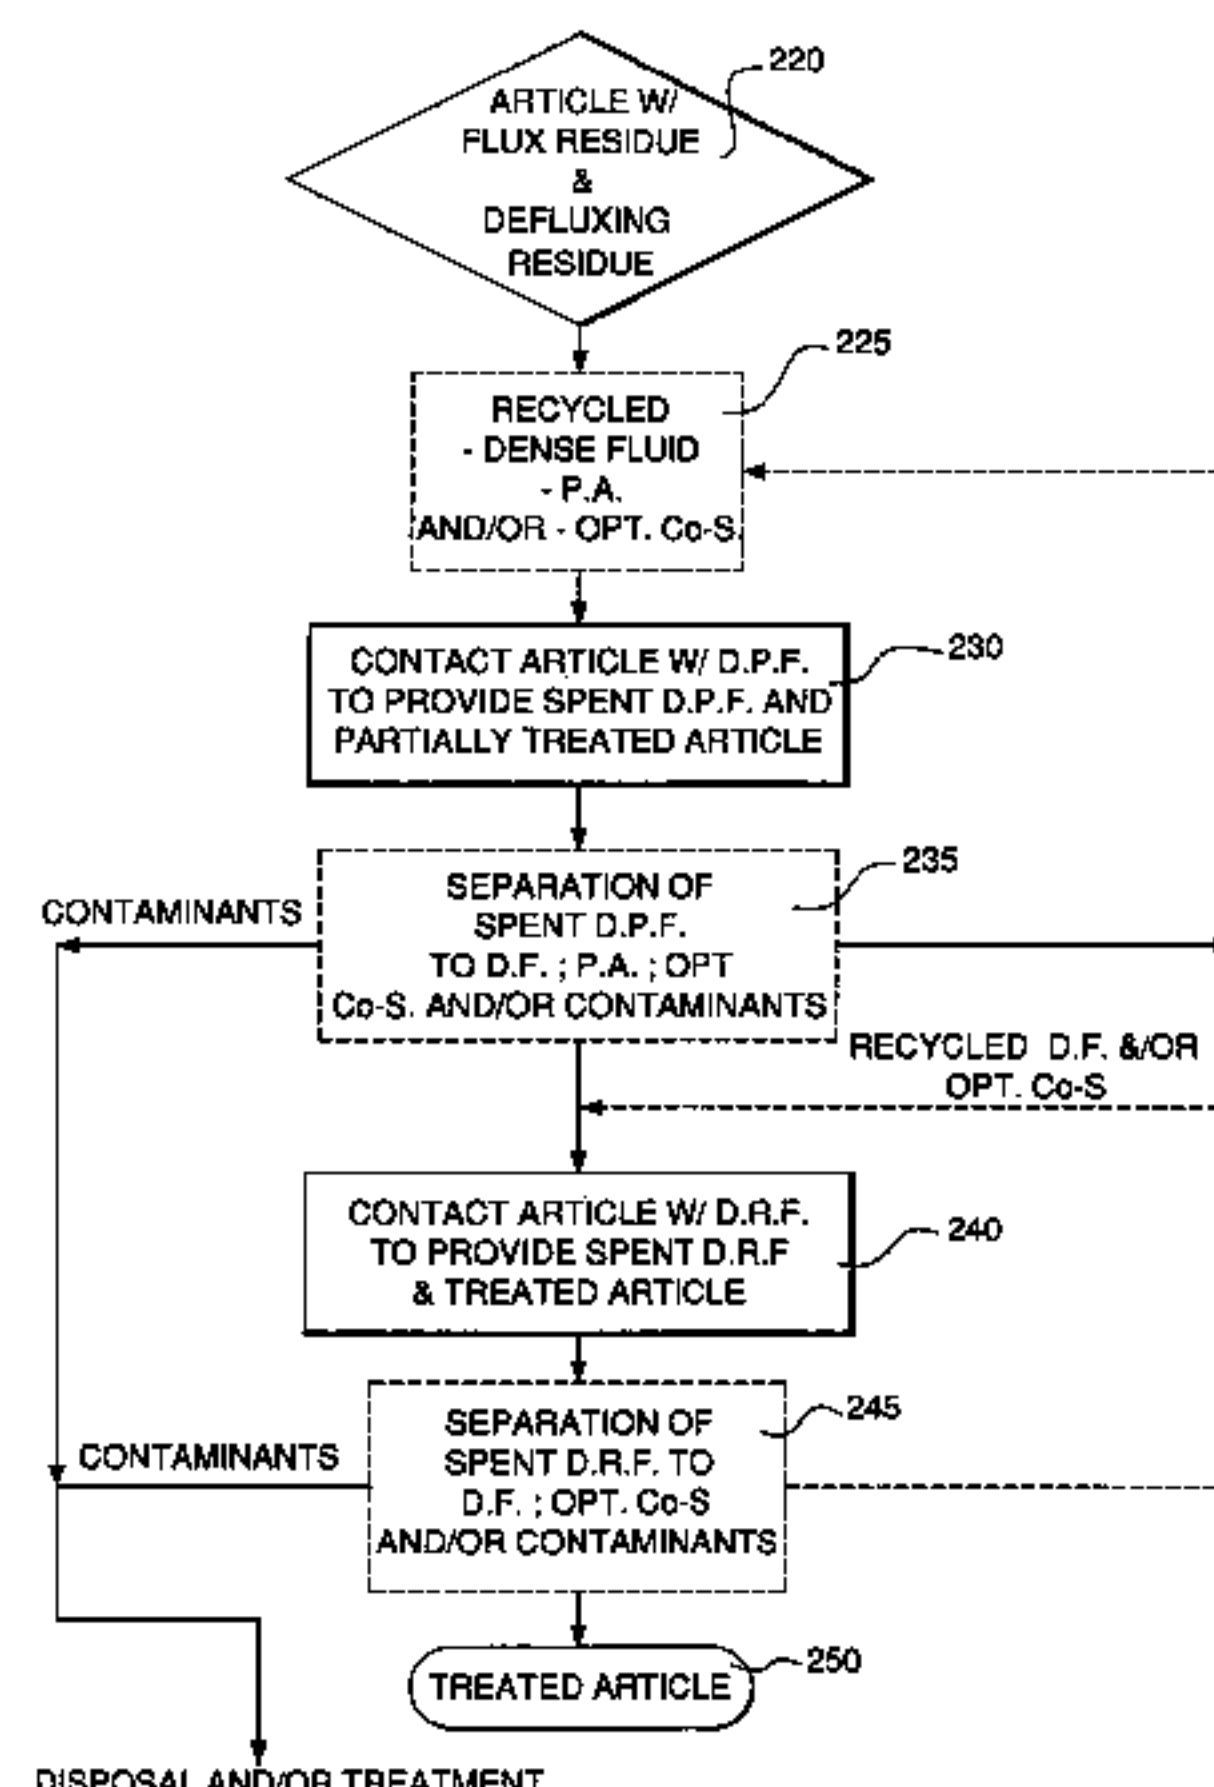 220
ARTICLE W/
FLUX RESIDUE
&
DEFLUXING
RESIDUE
225
RECYCLED
- DENSE FLUID
- P.A.
AND/OR - OPT. Co-S.
230
CONTACT ARTICLE W/ D.P.F.
TO PROVIDE SPENT D.P.F. AND
PARTIALLY TREATED ARTICLE
235
SEPARATION OF
SPENT D.P.F.
TO D.F. ; P.A. ; OPT
Co-S. AND/OR CONTAMINANTS
CONTAMINANTS
RECYCLED D.F. &/OR
OPT. Co-S
240
CONTACT ARTICLE W/ D.R.F.
TO PROVIDE SPENT D.R.F
& TREATED ARTICLE
245
SEPARATION OF
SPENT D.R.F. TO
D.F. ; OPT. Co-S
AND/OR CONTAMINANTS
CONTAMINANTS
250
TREATED ARTICLE
DISPOSAL AND/OR TREATMENT